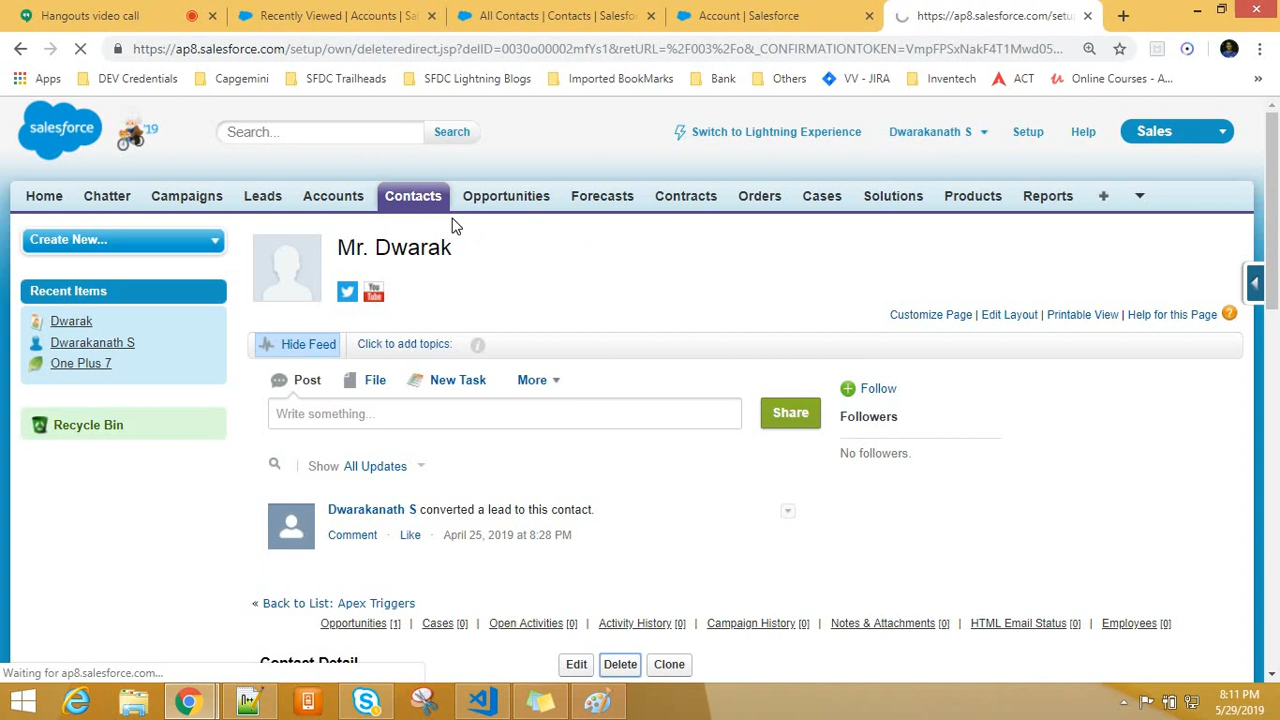 Hangouts video call
Recently Viewed | Accounts | Sal
All Contacts | Contacts | Salesfor
Account | Salesforce
https://ap8.salesforce.com/setu
https://ap8.salesforce.com/setup/own/deleteredirect.jsp?delID=0030o00002mfYs1&retURL=%2F003%2Fo&_CONFIRMATIONTOKEN=VmpFPSxNakF4T1Mwd05...
Apps
DEV Credentials
Capgemini
SFDC Trailheads
SFDC Lightning Blogs
Imported BookMarks
Bank
Others
VV - JIRA
Inventech
ACT
Online Courses - A...
»
salesforce
'19
Search...
Search
Switch to Lightning Experience
Dwarakanath S
Setup
Help
Sales
Home
Chatter
Campaigns
Leads
Accounts
Contacts
Opportunities
Forecasts
Contracts
Orders
Cases
Solutions
Products
Reports
+
Create New...
Recent Items
Dwarak
Dwarakanath S
One Plus 7
Recycle Bin
Mr. Dwarak
You Tube
Customize Page | Edit Layout | Printable View | Help for this Page ?
Hide Feed
Click to add topics:
Post
File
New Task
More
Write something...
Share
Follow
Followers
No followers.
Show All Updates
Dwarakanath S converted a lead to this contact.
Comment · Like · April 25, 2019 at 8:28 PM
« Back to List: Apex Triggers
Opportunities [1] | Cases [0] | Open Activities [0] | Activity History [0] | Campaign History [0] | Notes & Attachments [0] | HTML Email Status [0] | Employees [0]
Contact Detail
Edit
Delete
Clone
Waiting for ap8.salesforce.com...
8:11 PM
5/29/2019